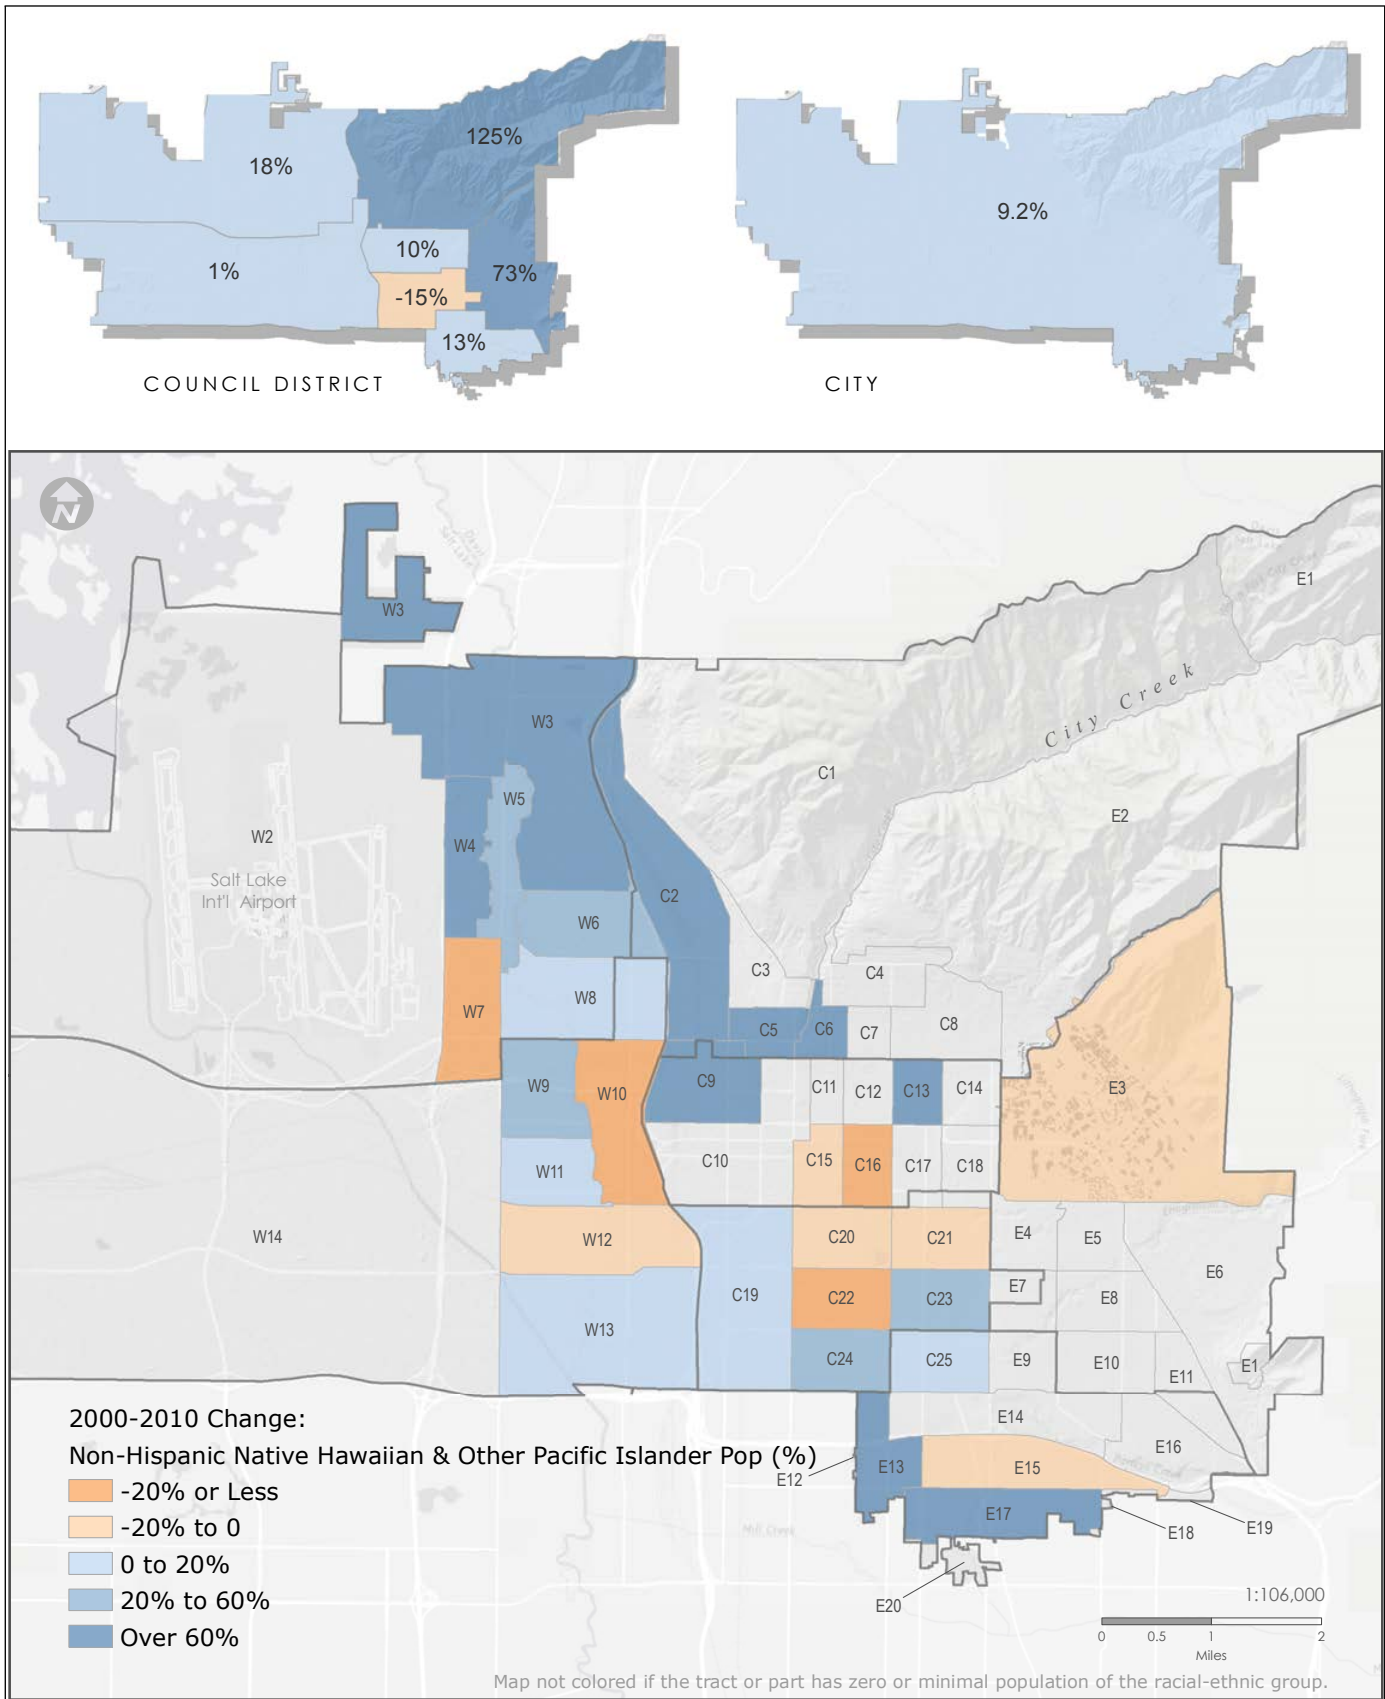 125%
18%
10%
1%
73%
-15%
13%
COUNCIL DISTRICT
9.2%
CITY
N
W3
E1
City Creek
W3
C1
W5
E2
W2
W4
Salt Lake
Int'l Airport
C2
W6
C3
C4
W8
W7
C5
C6
C7
C8
W9
W10
C9
C11
C12
C13
C14
E3
W11
C10
C15
C16
C17
C18
W14
W12
C20
C21
E4
E5
E6
C19
C22
C23
E7
E8
W13
C24
C25
E9
E10
E11
E1
2000-2010 Change:
Non-Hispanic Native Hawaiian & Other Pacific Islander Pop (%)
-20% or Less
-20% to 0
0 to 20%
20% to 60%
Over 60%
E14
E16
E12
E13
E15
E17
E18
E19
Mill Creek
E20
1:106,000
0 0.5 1 2
Miles
Map not colored if the tract or part has zero or minimal population of the racial-ethnic group.